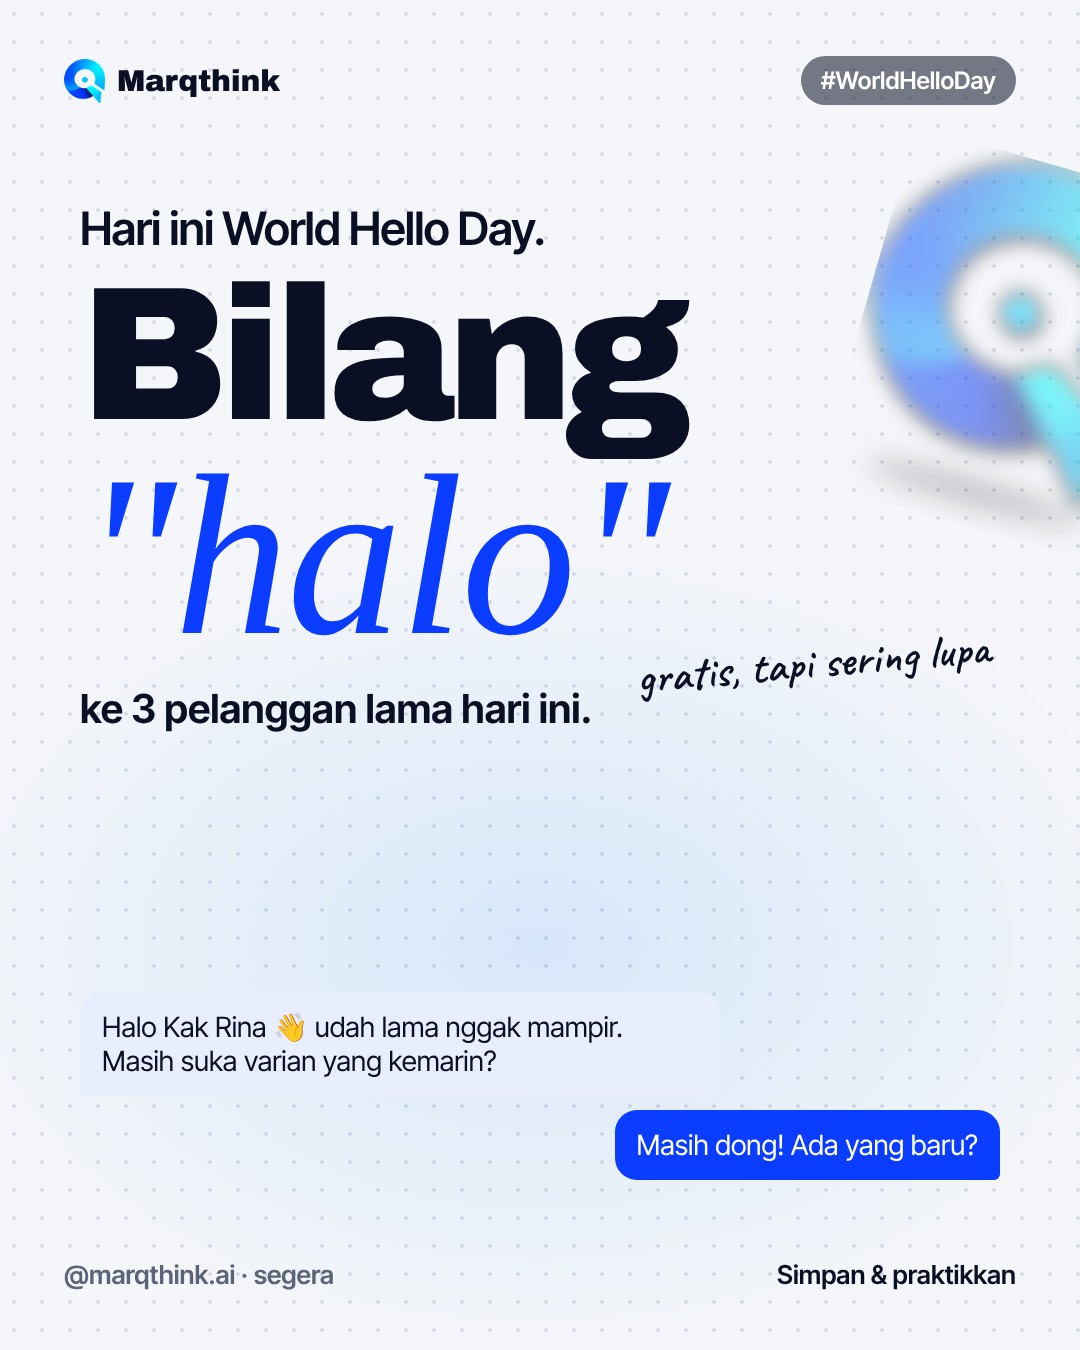 Marqthink
#WorldHelloDay
Hari ini World Hello Day.
Bilang
"halo"
gratis, tapi sering lupa
ke 3 pelanggan lama hari ini.
Halo Kak Rina 👋 udah lama nggak mampir.
Masih suka varian yang kemarin?
Masih dong! Ada yang baru?
@marqthink.ai · segera
Simpan & praktikkan